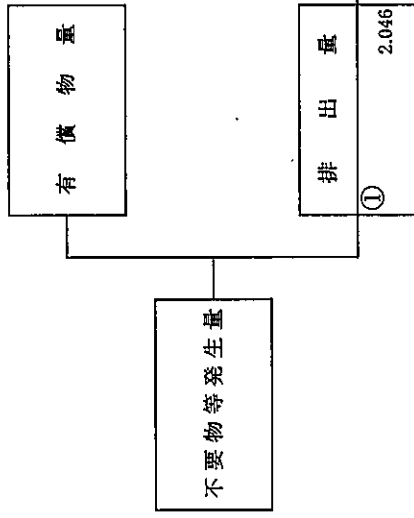 有償物量
不要物等発生量
排出量
①
2.046